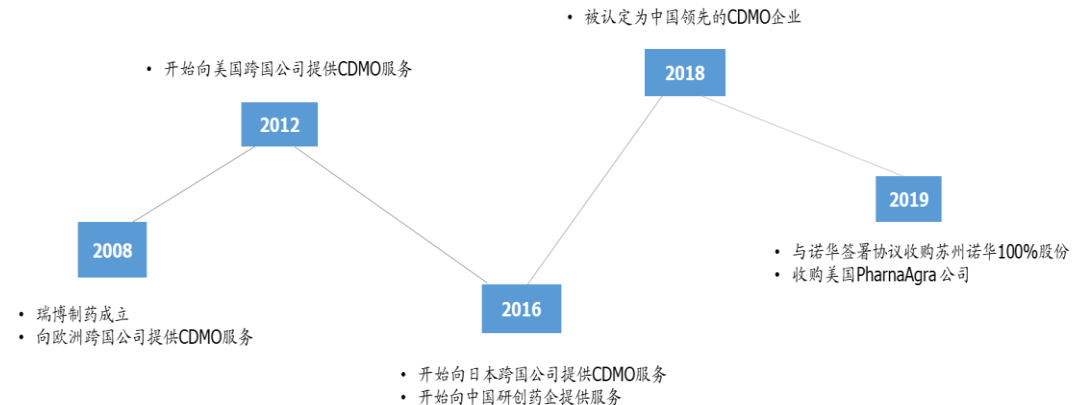 2008
• 瑞博制药成立
• 向欧洲跨国公司提供CDMO服务
• 开始向美国跨国公司提供CDMO服务
2012
2016
• 开始向日本跨国公司提供CDMO服务
• 开始向中国研创药企提供服务
• 被认定为中国领先的CDMO企业
2018
2019
• 与诺华签署协议收购苏州诺华100%股份
• 收购美国PharnaAgra公司